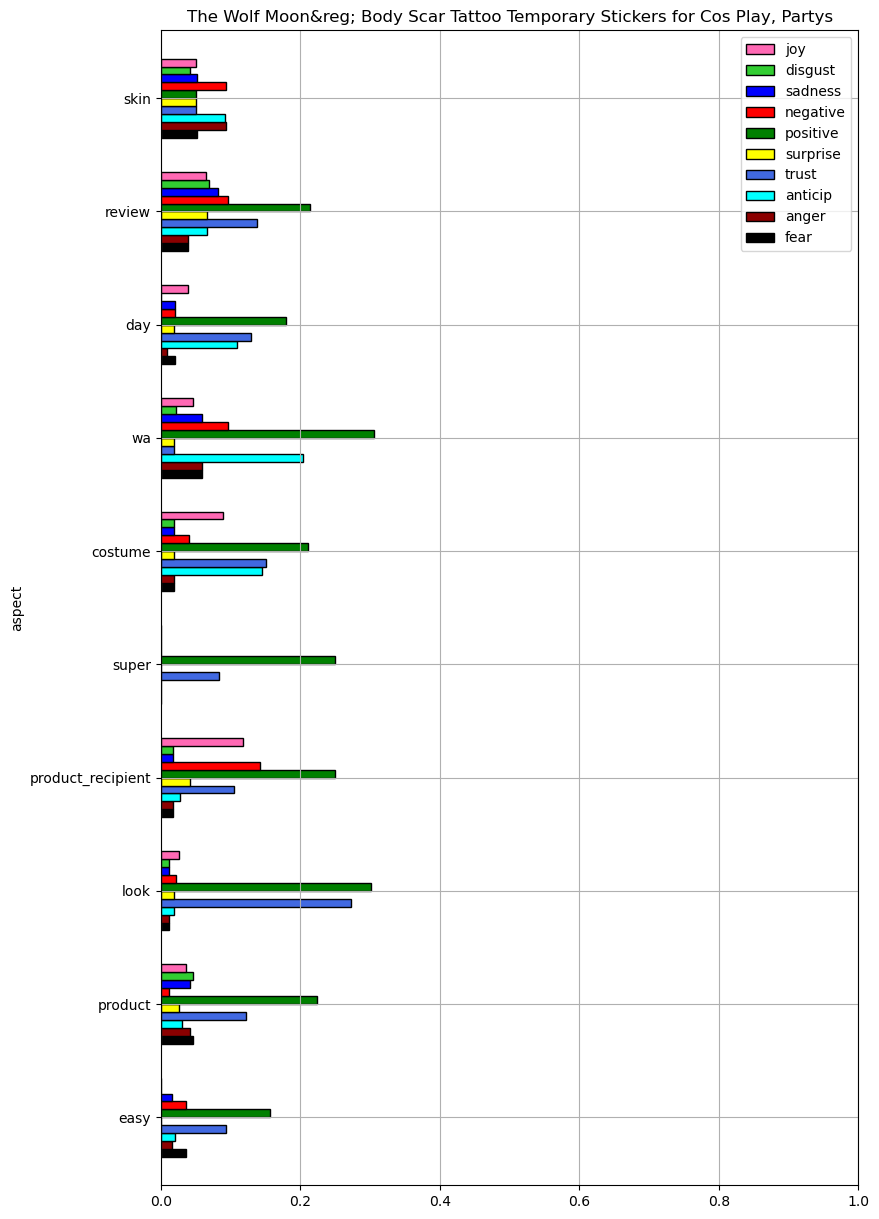 The Wolf Moon&reg; Body Scar Tattoo Temporary Stickers for Cos Play, Partys
joy
disgust
sadness
negative
positive
surprise
trust
anticip
anger
fear
skin
review
day
wa
costume
super
product_recipient
look
product
easy
aspect
0.0 0.2 0.4 0.6 0.8 1.0